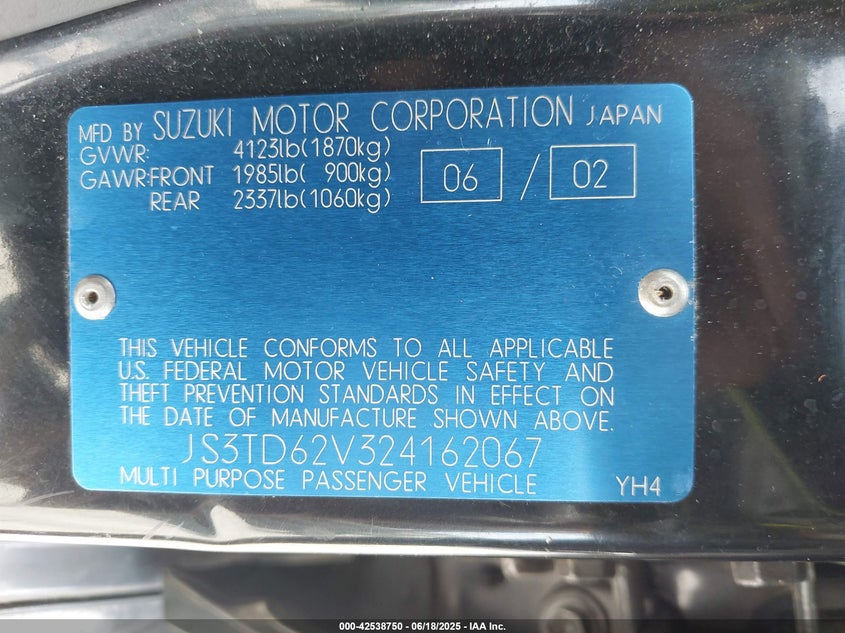 MFD BY SUZUKI MOTOR CORPORATION JAPAN
GVWR: 4123lb(1870kg)
GAWR:FRONT 1985lb( 900kg) 06 / 02
REAR 2337lb(1060kg)
THIS VEHICLE CONFORMS TO ALL APPLICABLE
U.S. FEDERAL MOTOR VEHICLE SAFETY AND
THEFT PREVENTION STANDARDS IN EFFECT ON
THE DATE OF MANUFACTURE SHOWN ABOVE.
JS3TD62V324162067
MULTI PURPOSE PASSENGER VEHICLE YH4
000-42538750 - 06/18/2025 - IAA Inc.